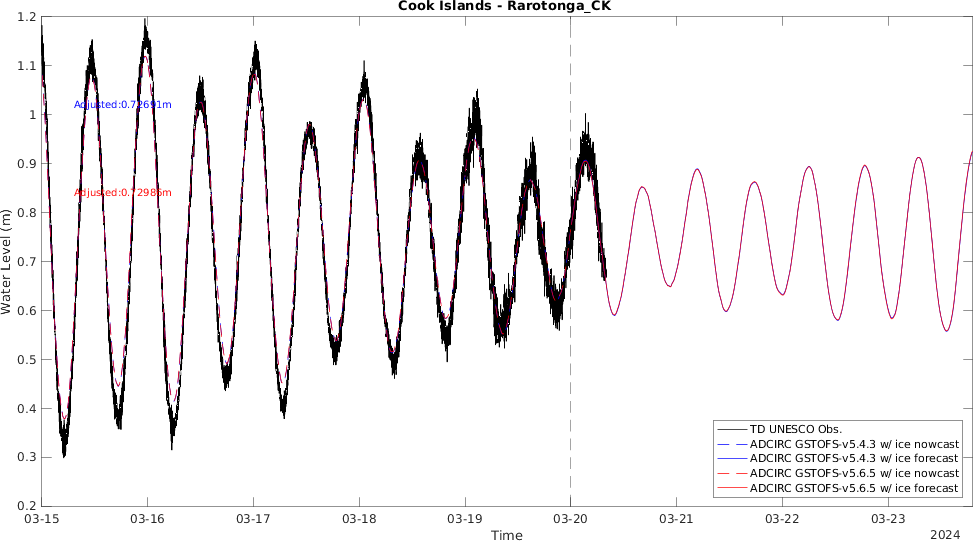 Cook Islands - Rarotonga_CK
1.2
1.1
1
0.9
0.8
0.7
0.6
0.5
0.4
0.3
0.2
Water Level (m)
Adjusted:0.72691m
Adjusted:0.72986m
TD UNESCO Obs.
ADCIRC GSTOFS-v5.4.3 w/ ice nowcast
ADCIRC GSTOFS-v5.4.3 w/ ice forecast
ADCIRC GSTOFS-v5.6.5 w/ ice nowcast
ADCIRC GSTOFS-v5.6.5 w/ ice forecast
03-15 03-16 03-17 03-18 03-19 03-20 03-21 03-22 03-23
Time
2024